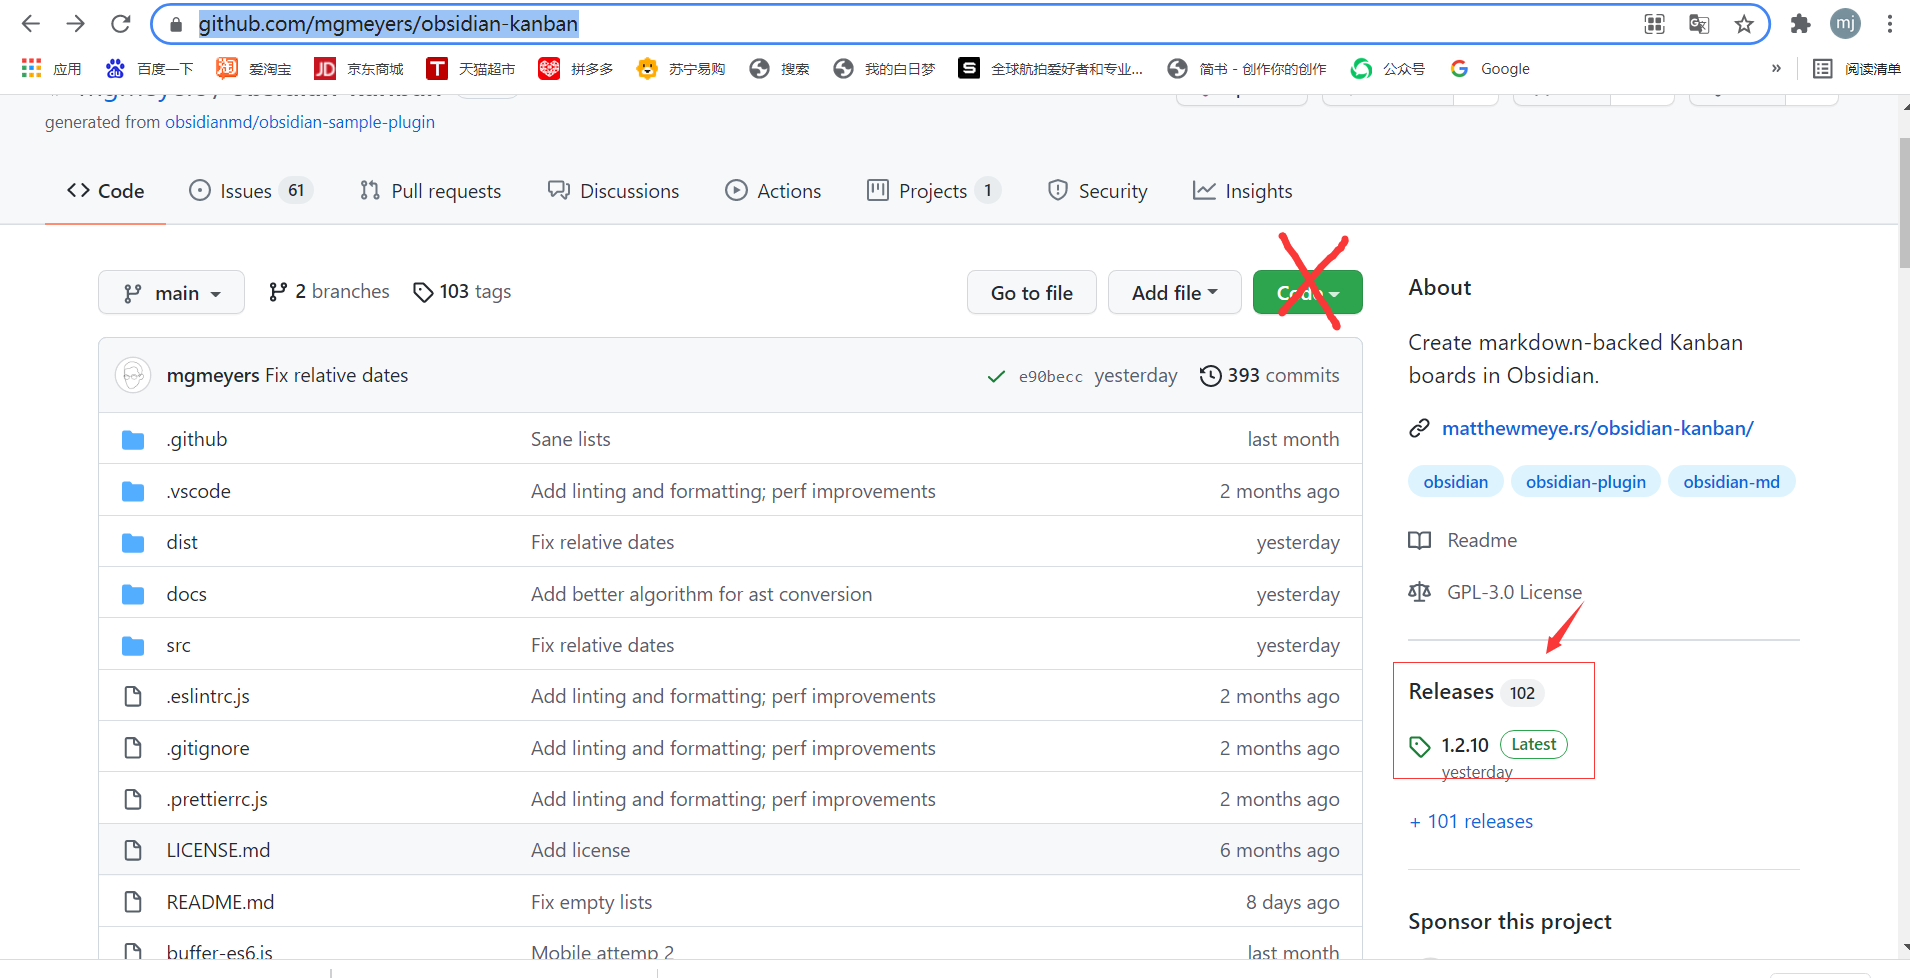 github.com/mgmeyers/obsidian-kanban
mj
应用 百度一下 淘 爱淘宝 JD 京东商城 T 天猫超市 拼多多 苏宁易购 搜索 我的白日梦 S 全球航拍爱好者和专业... 简书 - 创作你的创作 公众号 G Google » 阅读清单
mgmeyers / obsidian-kanban
generated from obsidianmd/obsidian-sample-plugin
<> Code Issues 61 Pull requests Discussions Actions Projects 1 Security Insights
main 2 branches 103 tags Go to file Add file Code
mgmeyers Fix relative dates e90becc yesterday 393 commits
.github Sane lists last month
.vscode Add linting and formatting; perf improvements 2 months ago
dist Fix relative dates yesterday
docs Add better algorithm for ast conversion yesterday
src Fix relative dates yesterday
.eslintrc.js Add linting and formatting; perf improvements 2 months ago
.gitignore Add linting and formatting; perf improvements 2 months ago
.prettierrc.js Add linting and formatting; perf improvements 2 months ago
LICENSE.md Add license 6 months ago
README.md Fix empty lists 8 days ago
buffer-es6.js Mobile attemp 2 last month
About
Create markdown-backed Kanban
boards in Obsidian.
matthewmeye.rs/obsidian-kanban/
obsidian obsidian-plugin obsidian-md
Readme
GPL-3.0 License
Releases 102
1.2.10 Latest
yesterday
+ 101 releases
Sponsor this project